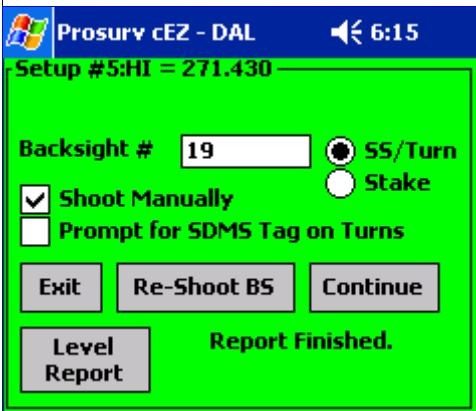 Prosurv cEZ - DAL 6:15
Setup #5:HI = 271.430
Backsight # 19 SS/Turn
Stake
Shoot Manually
Prompt for SDMS Tag on Turns
Exit Re-Shoot BS Continue
Level Report Report Finished.